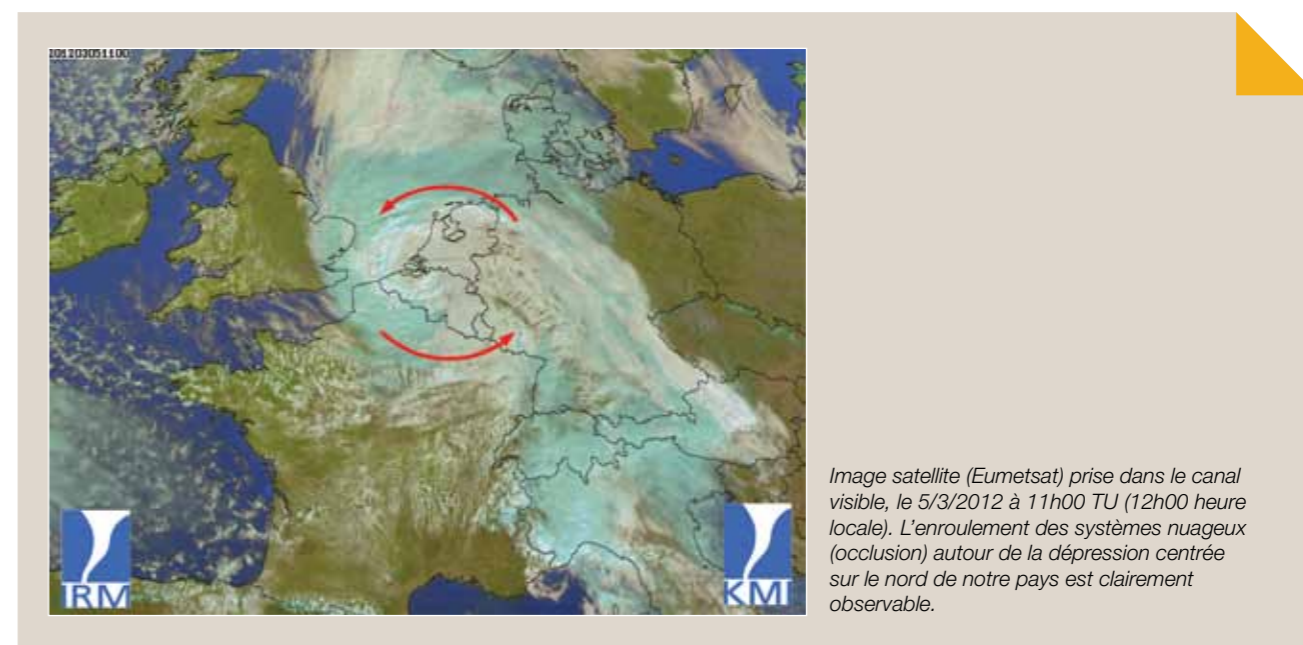 201203051100
IRM
KMI
Image satellite (Eumetsat) prise dans le canal
visible, le 5/3/2012 à 11h00 TU (12h00 heure
locale). L’enroulement des systèmes nuageux
(occlusion) autour de la dépression centrée
sur le nord de notre pays est clairement
observable.